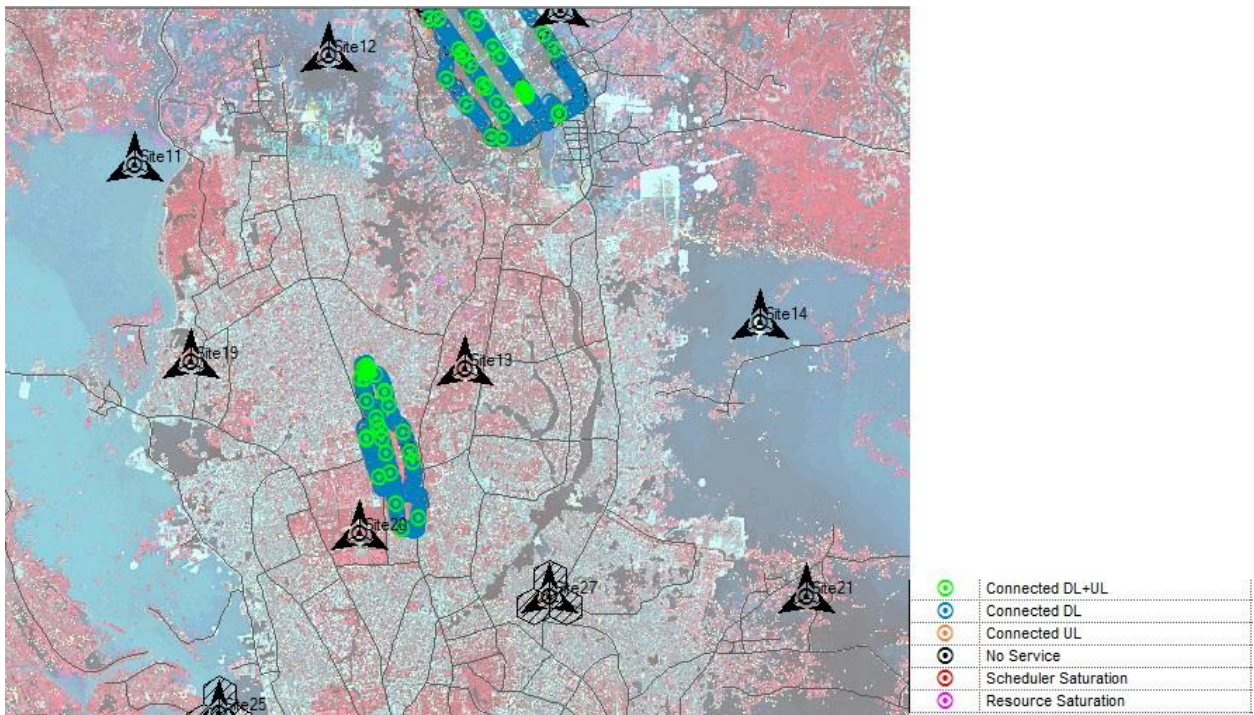 Site12
Site11
Site14
Site19
Site13
Site20
Site27
Site21
Site25
Connected DL+UL
Connected DL
Connected UL
No Service
Scheduler Saturation
Resource Saturation